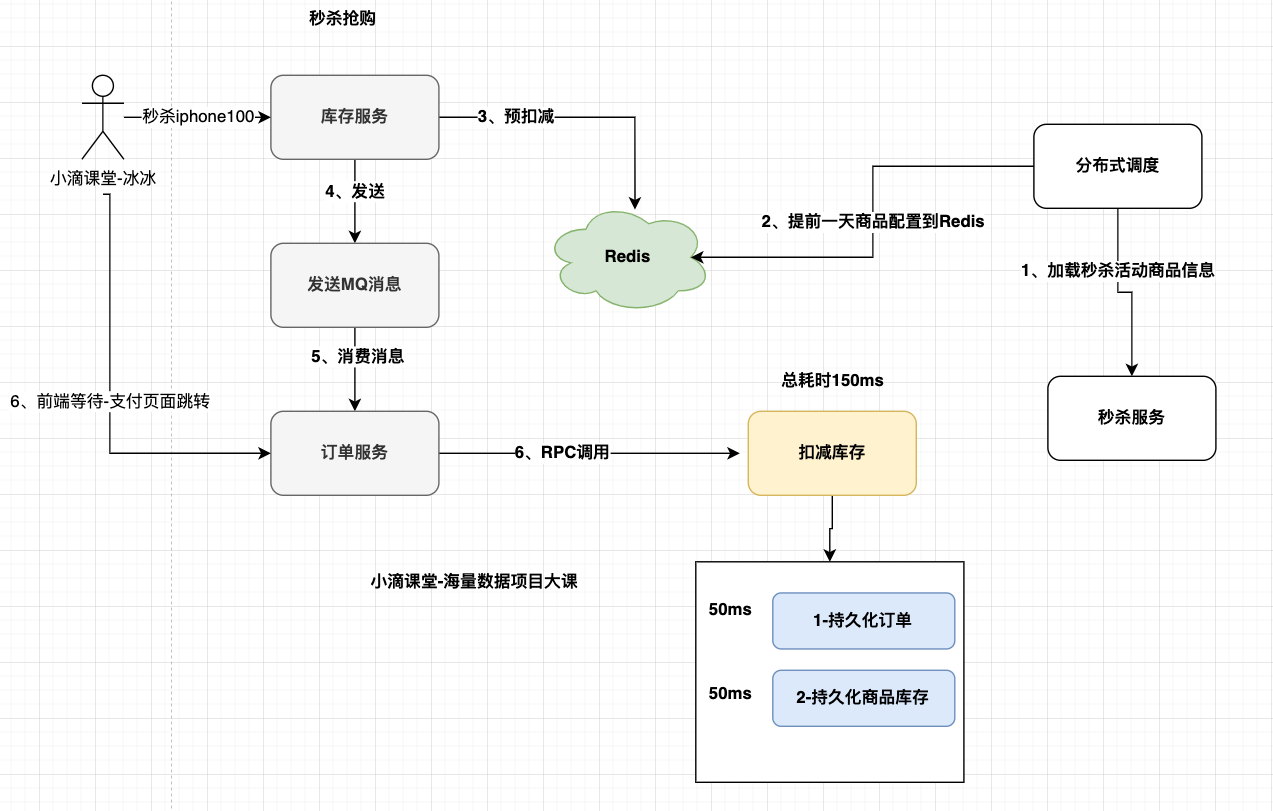 秒杀抢购
秒杀iphone100
库存服务
3、预扣减
小滴课堂-冰冰
4、发送
分布式调度
2、提前一天商品配置到Redis
Redis
1、加载秒杀活动商品信息
发送MQ消息
5、消费消息
总耗时150ms
6、前端等待-支付页面跳转
秒杀服务
订单服务
6、RPC调用
扣减库存
小滴课堂-海量数据项目大课
50ms
1-持久化订单
50ms
2-持久化商品库存